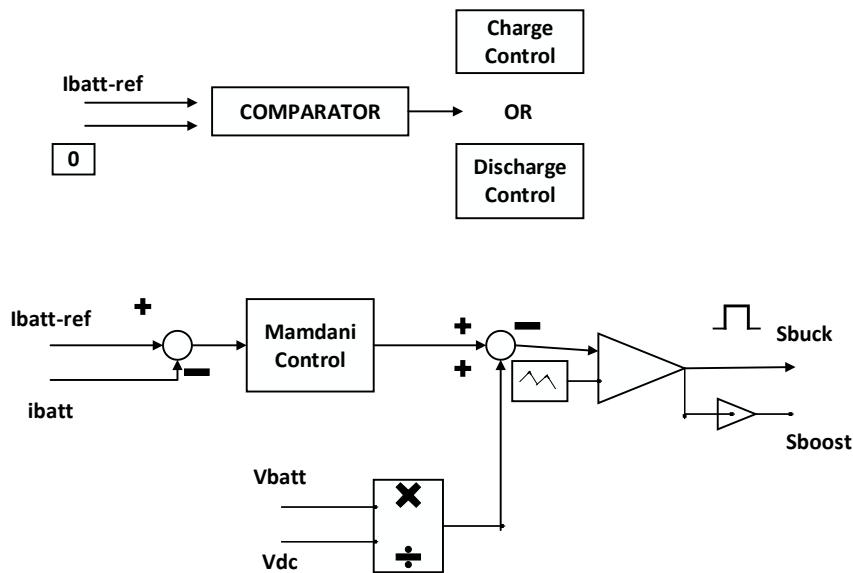 Charge
Control
Ibatt-ref
COMPARATOR
OR
0
Discharge
Control
+
Ibatt-ref
Mamdani
Control
+
−
Sbuck
−
+
ibatt
Sboost
Vbatt
×
Vdc
÷